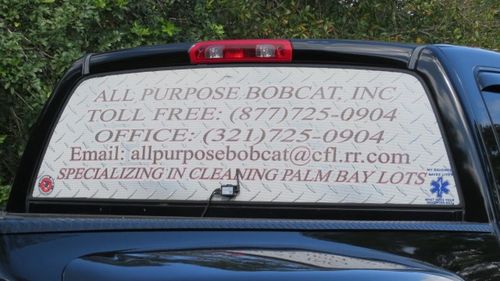 ALL PURPOSE BOBCAT, INC
TOLL FREE: (877)725-0904
OFFICE: (321)725-0904
Email: allpurposebobcat@cfl.rr.com
SPECIALIZING IN CLEANING PALM BAY LOTS